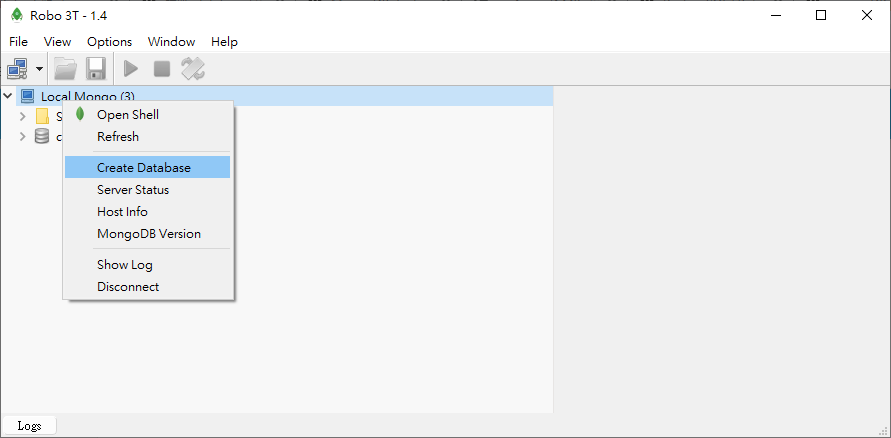 Robo 3T - 1.4
File View Options Window Help
Local Mongo (3)
Open Shell
Refresh
Create Database
Server Status
Host Info
MongoDB Version
Show Log
Disconnect
Logs